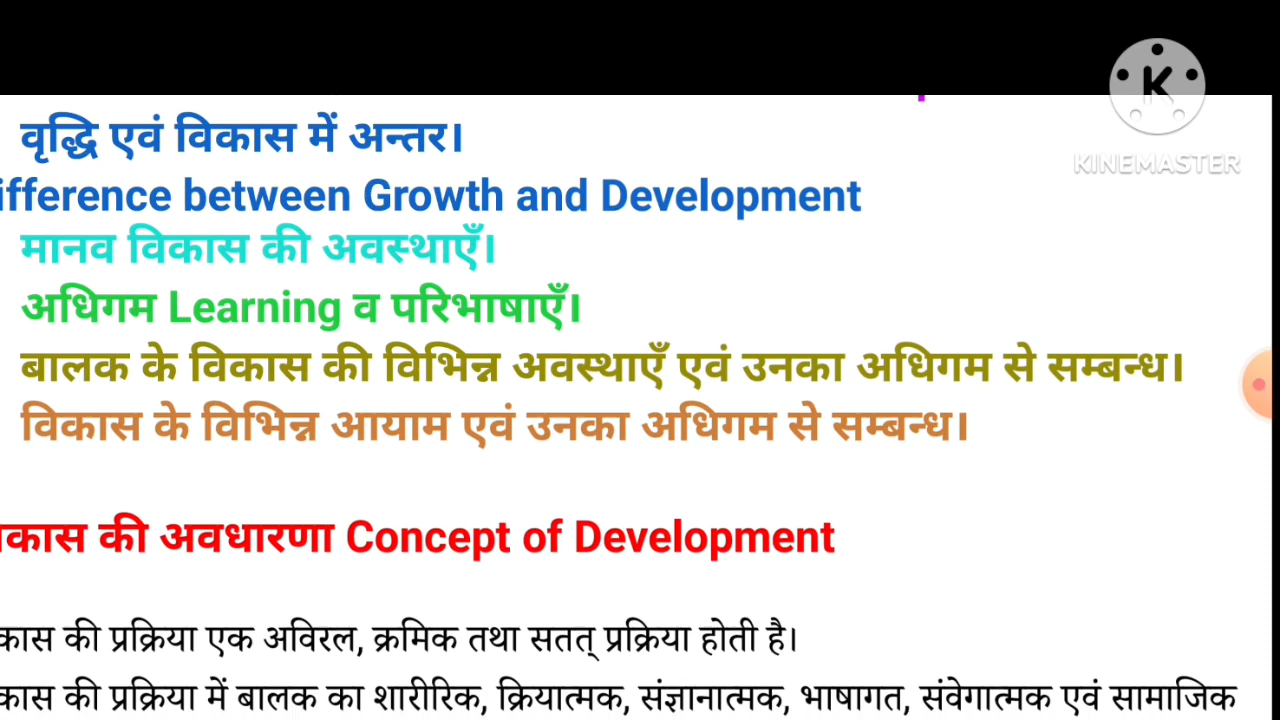 KINEMASTER
वृद्धि एवं विकास में अन्तर।
ifference between Growth and Development
मानव विकास की अवस्थाएँ।
अधिगम Learning व परिभाषाएँ।
बालक के विकास की विभिन्न अवस्थाएँ एवं उनका अधिगम से सम्बन्ध।
विकास के विभिन्न आयाम एवं उनका अधिगम से सम्बन्ध।
कास की अवधारणा Concept of Development
कास की प्रक्रिया एक अविरल, क्रमिक तथा सतत् प्रक्रिया होती है।
कास की प्रक्रिया में बालक का शारीरिक, क्रियात्मक, संज्ञानात्मक, भाषागत, संवेगात्मक एवं सामाजिक